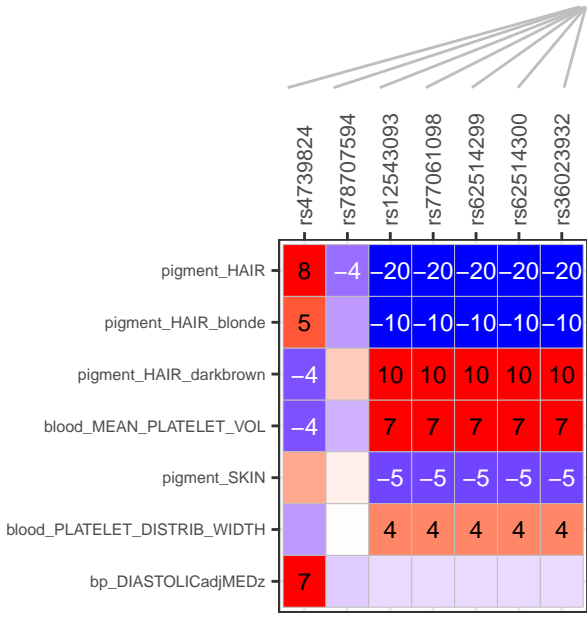 rs4739824 rs78707594 rs12543093 rs77061098 rs62514299 rs62514300 rs36023932
pigment_HAIR 8 −4 −20 −20 −20 −20 −20
pigment_HAIR_blonde 5 −10 −10 −10 −10 −10
pigment_HAIR_darkbrown −4 10 10 10 10 10
blood_MEAN_PLATELET_VOL −4 7 7 7 7 7
pigment_SKIN −5 −5 −5 −5 −5
blood_PLATELET_DISTRIB_WIDTH 4 4 4 4 4
bp_DIASTOLICadjMEDz 7